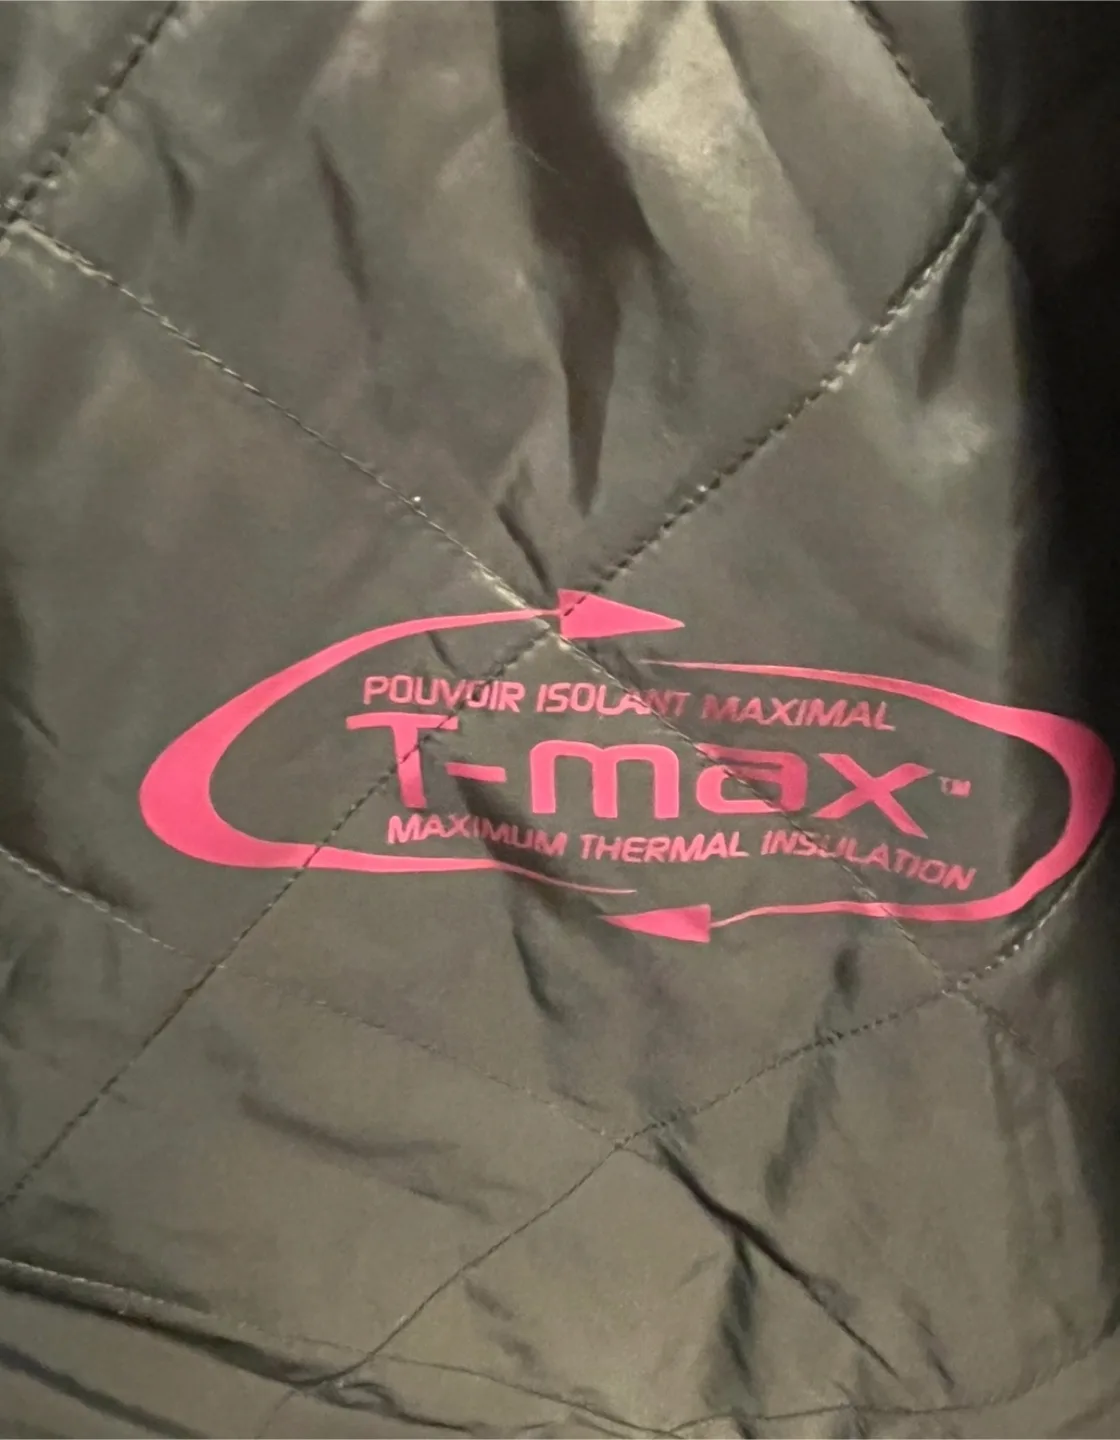 POUVOIR ISOLANT MAXIMAL
T-max™
MAXIMUM THERMAL INSULATION